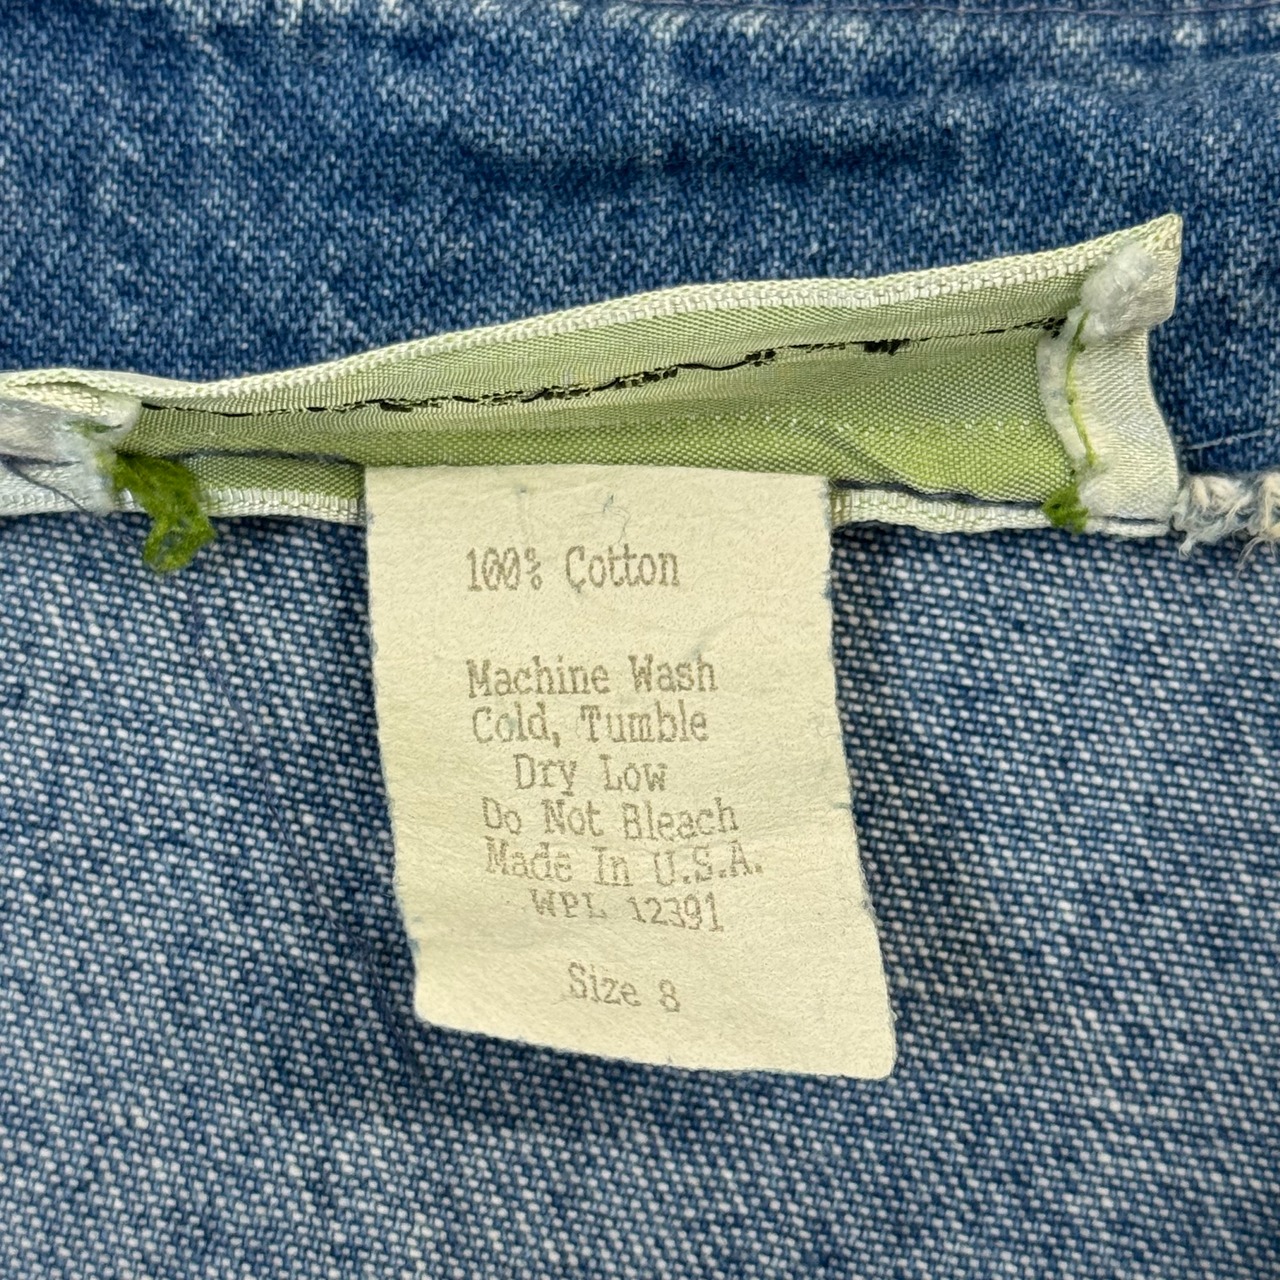 100% Cotton
Machine Wash
Cold, Tumble
Dry Low
Do Not Bleach
Made In U.S.A.
WPL 12391
Size 8